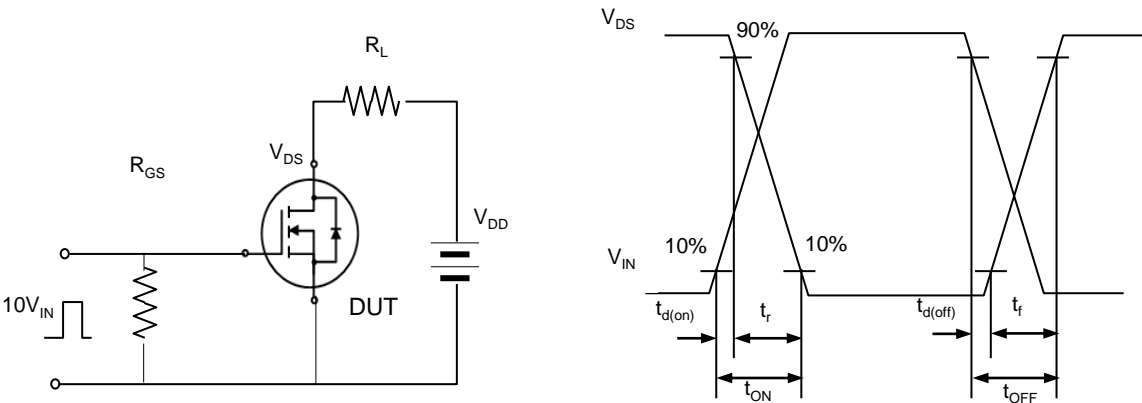 R_L
V_DS
R_GS
V_DD
10V_IN
DUT
V_DS
90%
10%
10%
V_IN
t_d(on)
t_r
t_d(off)
t_f
t_ON
t_OFF